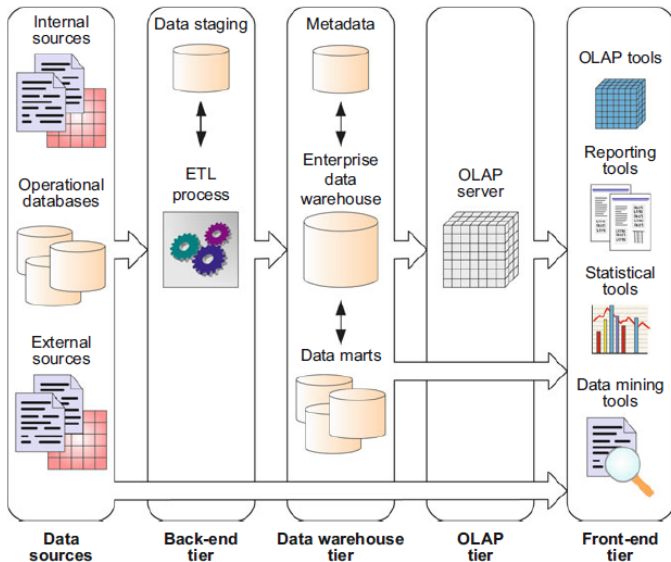 Internal
sources
Operational
databases
External
sources
Data
sources
Data staging
ETL
process
Back-end
tier
Metadata
Enterprise
data
warehouse
Data marts
Data warehouse
tier
OLAP
server
OLAP
tier
OLAP tools
Reporting
tools
Statistical
tools
Data mining
tools
Front-end
tier